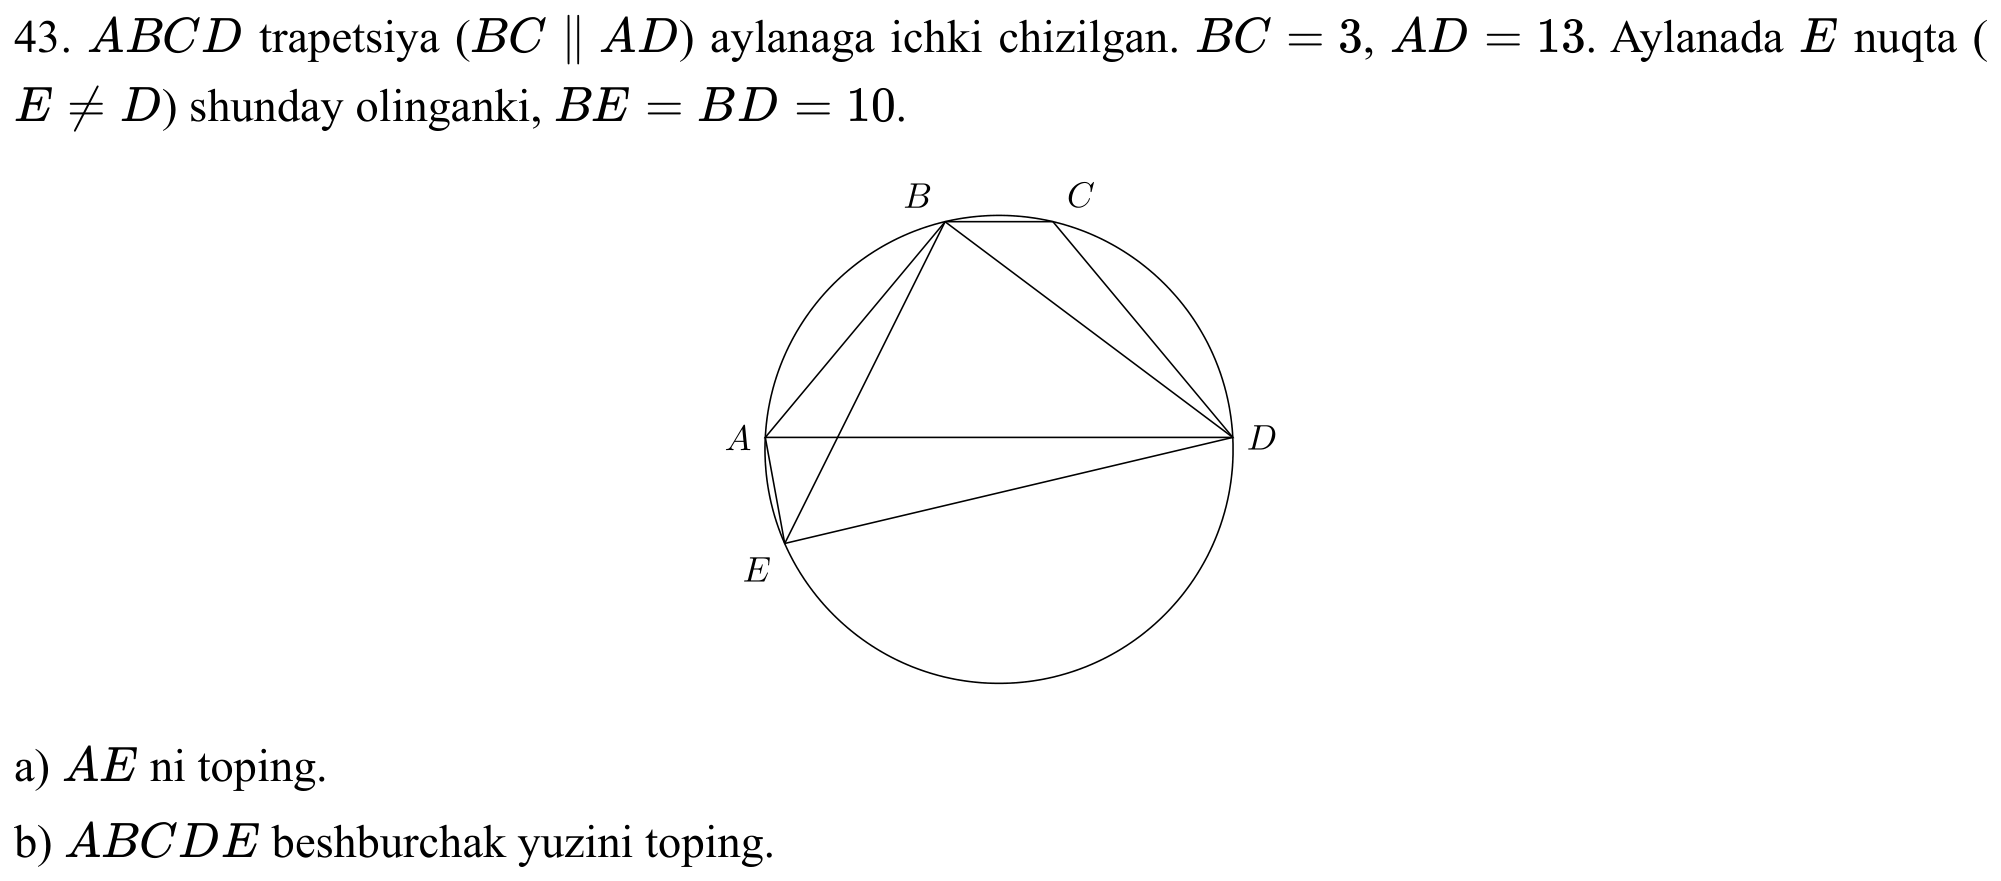 43. ABCD trapetsiya (BC ∥ AD) aylanaga ichki chizilgan. BC = 3, AD = 13. Aylanada E nuqta (
E ≠ D) shunday olinganki, BE = BD = 10.
B C
A D
E
a) AE ni toping.
b) ABCDE beshburchak yuzini toping.